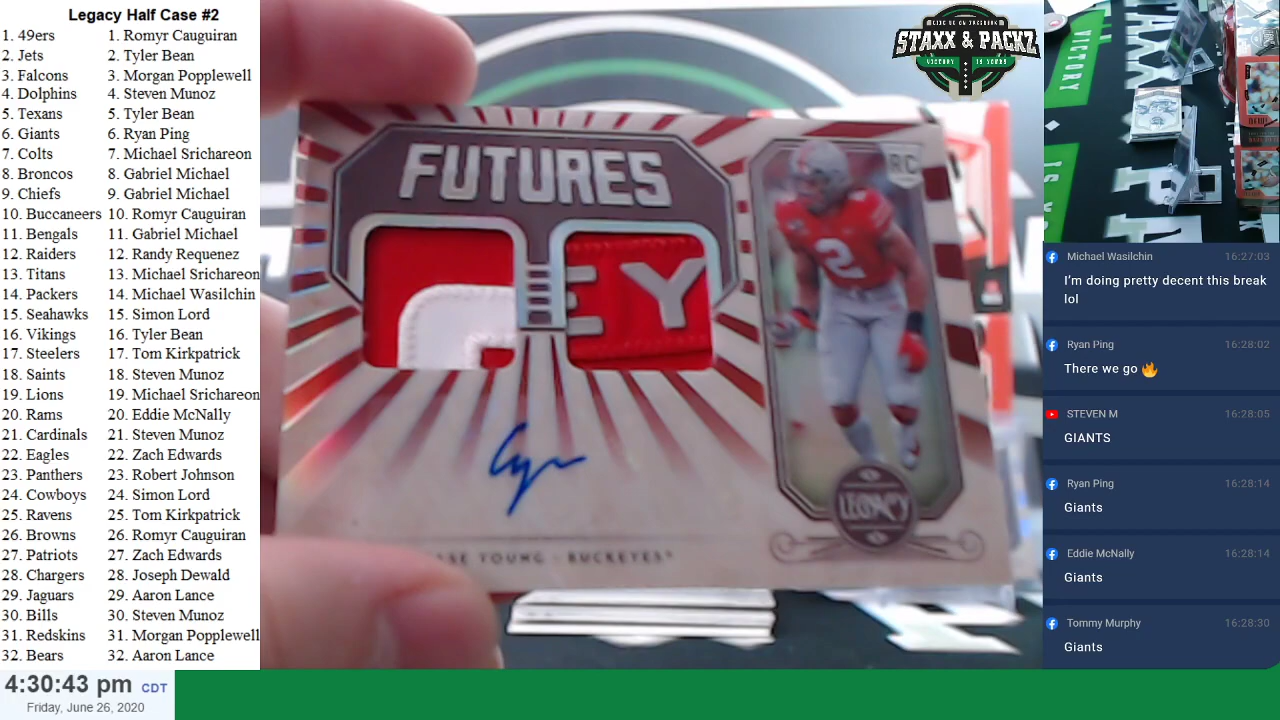 Legacy Half Case #2
1. 49ers 1. Romyr Cauguiran
2. Jets 2. Tyler Bean
3. Falcons 3. Morgan Popplewell
4. Dolphins 4. Steven Munoz
5. Texans 5. Tyler Bean
6. Giants 6. Ryan Ping
7. Colts 7. Michael Srichareon
8. Broncos 8. Gabriel Michael
9. Chiefs 9. Gabriel Michael
10. Buccaneers 10. Romyr Cauguiran
11. Bengals 11. Gabriel Michael
12. Raiders 12. Randy Requenez
13. Titans 13. Michael Srichareon
14. Packers 14. Michael Wasilchin
15. Seahawks 15. Simon Lord
16. Vikings 16. Tyler Bean
17. Steelers 17. Tom Kirkpatrick
18. Saints 18. Steven Munoz
19. Lions 19. Michael Srichareon
20. Rams 20. Eddie McNally
21. Cardinals 21. Steven Munoz
22. Eagles 22. Zach Edwards
23. Panthers 23. Robert Johnson
24. Cowboys 24. Simon Lord
25. Ravens 25. Tom Kirkpatrick
26. Browns 26. Romyr Cauguiran
27. Patriots 27. Zach Edwards
28. Chargers 28. Joseph Dewald
29. Jaguars 29. Aaron Lance
30. Bills 30. Steven Munoz
31. Redskins 31. Morgan Popplewell
32. Bears 32. Aaron Lance
4:30:43 pm CDT
Friday, June 26, 2020
FUTURES
EY
RC
2
LEGACY
ASE YOUNG - BUCKEYES
STAXX & PACKZ
VICTORY IS YOURS
VICTORY
IS Y
Michael Wasilchin 16:27:03
I'm doing pretty decent this break
lol
Ryan Ping 16:28:02
There we go 🔥
STEVEN M 16:28:05
GIANTS
Ryan Ping 16:28:14
Giants
Eddie McNally 16:28:14
Giants
Tommy Murphy 16:28:30
Giants